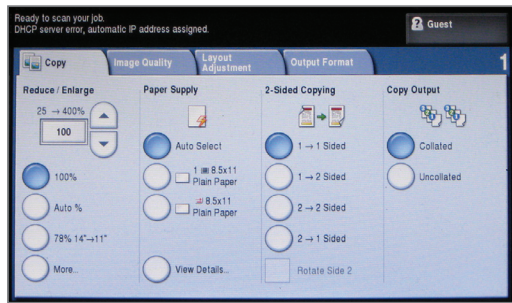 Ready to scan your job.
DHCP server error, automatic IP address assigned.
Guest
Copy
Image Quality
Layout
Adjustment
Output Format
1
Reduce / Enlarge
25 → 400%
100
100%
Auto %
78% 14"→11"
More...
Paper Supply
Auto Select
1 8.5x11
Plain Paper
8.5x11
Plain Paper
View Details...
2-Sided Copying
1 → 1 Sided
1 → 2 Sided
2 → 2 Sided
2 → 1 Sided
Rotate Side 2
Copy Output
Collated
Uncollated